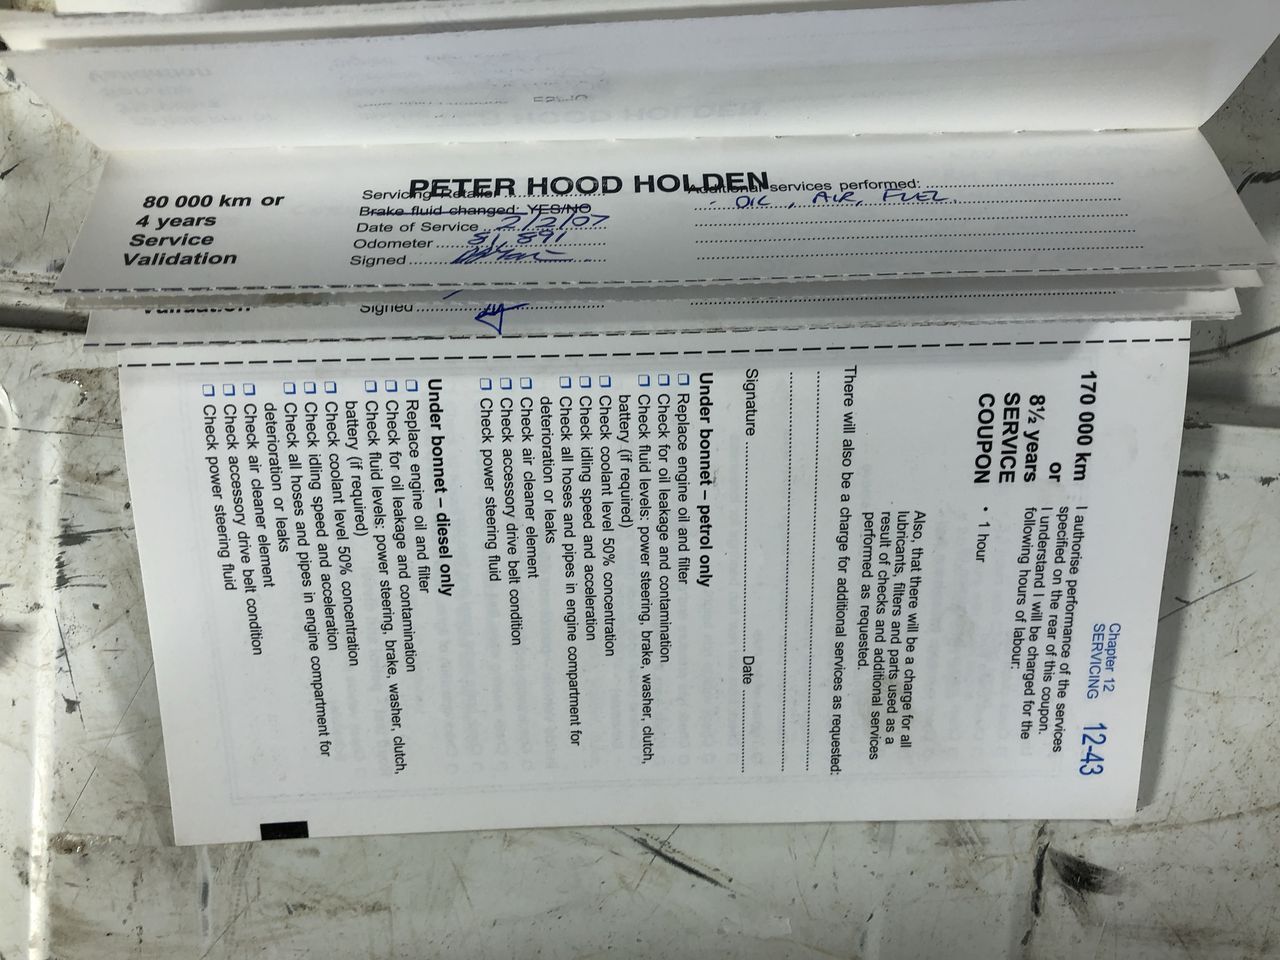 PETER HOOD HOLDEN
80 000 km or
4 years
Service
Validation
Servicing Retailer
Brake fluid changed: YES/NO
Date of Service 2/2/07
Odometer 81,891
Signed
Additional services performed:
- OIL, AIR, FUEL.
Validation
Signed
Chapter 12
SERVICING 12-43
170 000 km
or
8½ years
SERVICE
COUPON
I authorise performance of the services
specified on the rear of this coupon.
I understand I will be charged for the
following hours of labour:
• 1 hour
Also, that there will be a charge for all
lubricants, filters and parts used as a
result of checks and additional services
performed as requested.
There will also be a charge for additional services as requested:
Signature Date
Under bonnet – petrol only
❑ Replace engine oil and filter
❑ Check for oil leakage and contamination
❑ Check fluid levels: power steering, brake, washer, clutch,
battery (if required)
❑ Check coolant level 50% concentration
❑ Check idling speed and acceleration
❑ Check all hoses and pipes in engine compartment for
deterioration or leaks
❑ Check air cleaner element
❑ Check accessory drive belt condition
❑ Check power steering fluid
Under bonnet – diesel only
❑ Replace engine oil and filter
❑ Check for oil leakage and contamination
❑ Check fluid levels: power steering, brake, washer, clutch,
battery (if required)
❑ Check coolant level 50% concentration
❑ Check idling speed and acceleration
❑ Check all hoses and pipes in engine compartment for
deterioration or leaks
❑ Check air cleaner element
❑ Check accessory drive belt condition
❑ Check power steering fluid